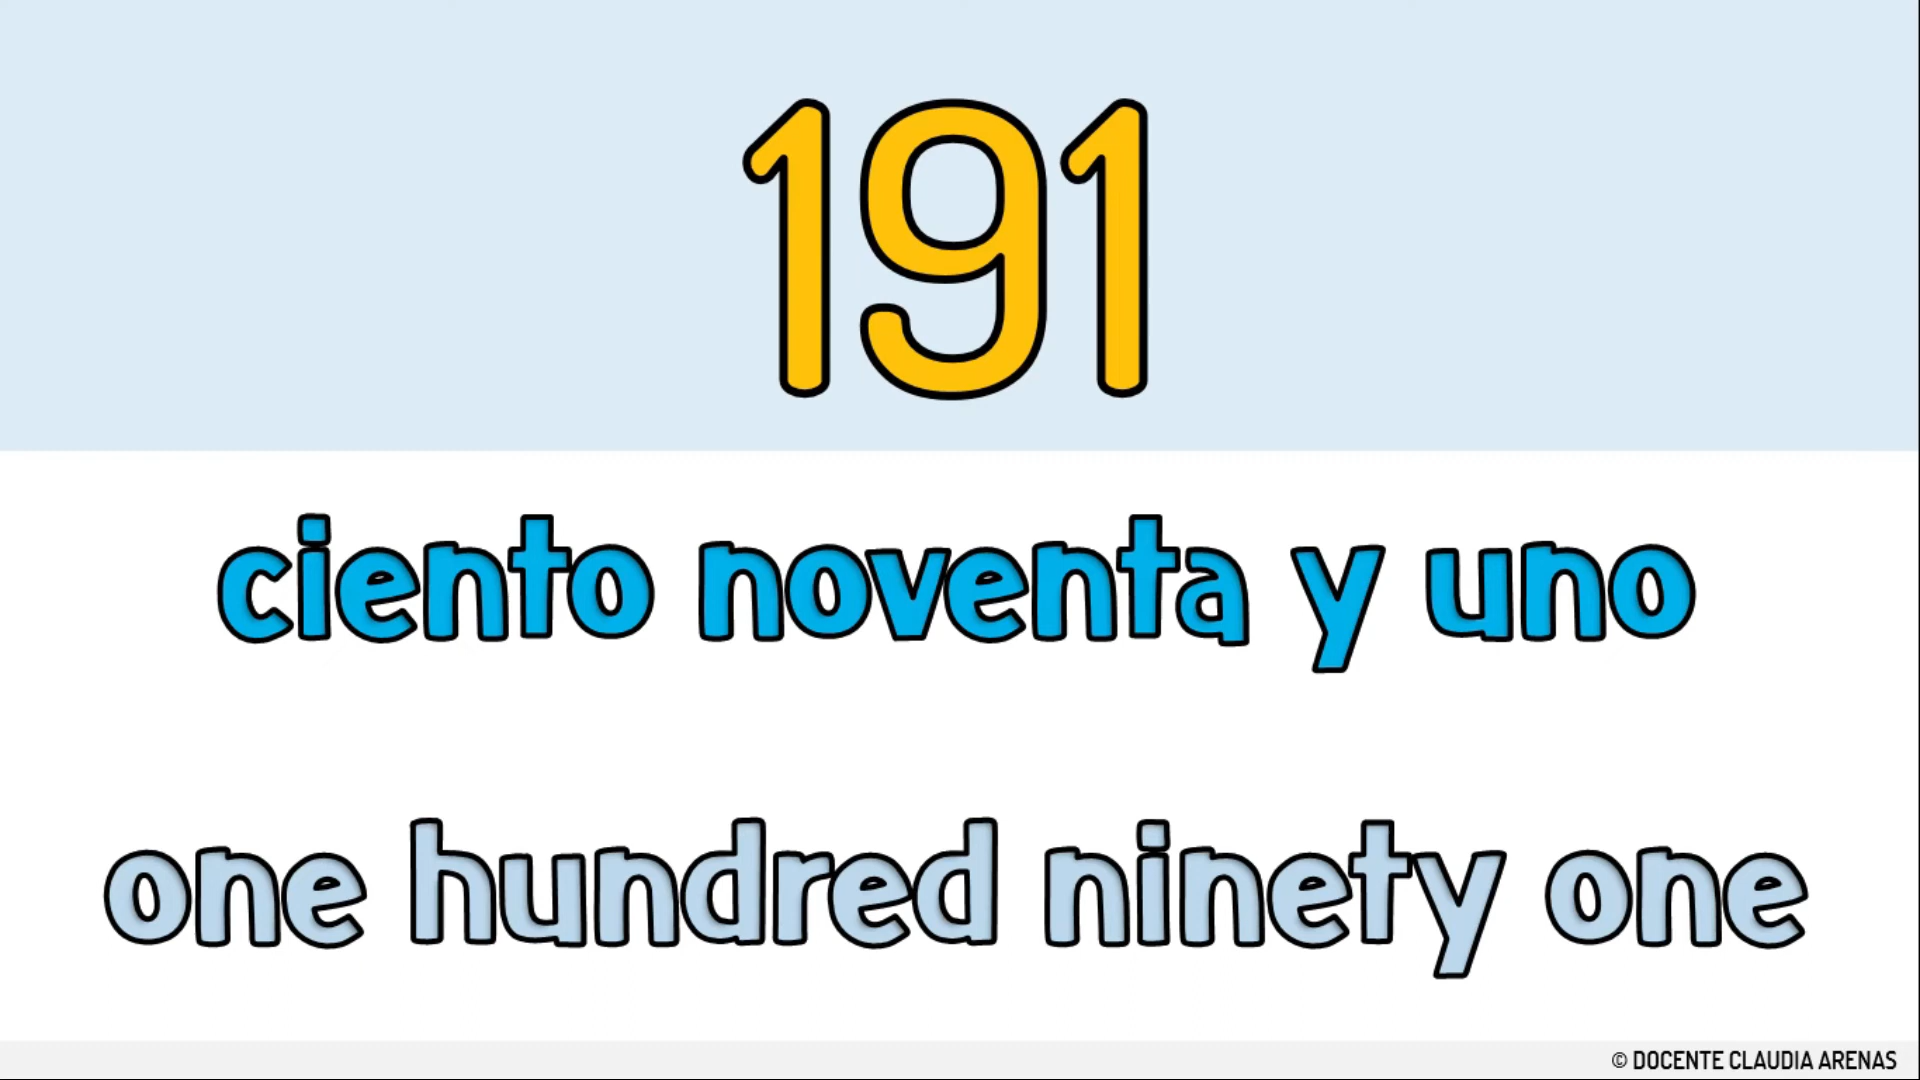 191
ciento noventa y uno
one hundred ninety one
© DOCENTE CLAUDIA ARENAS